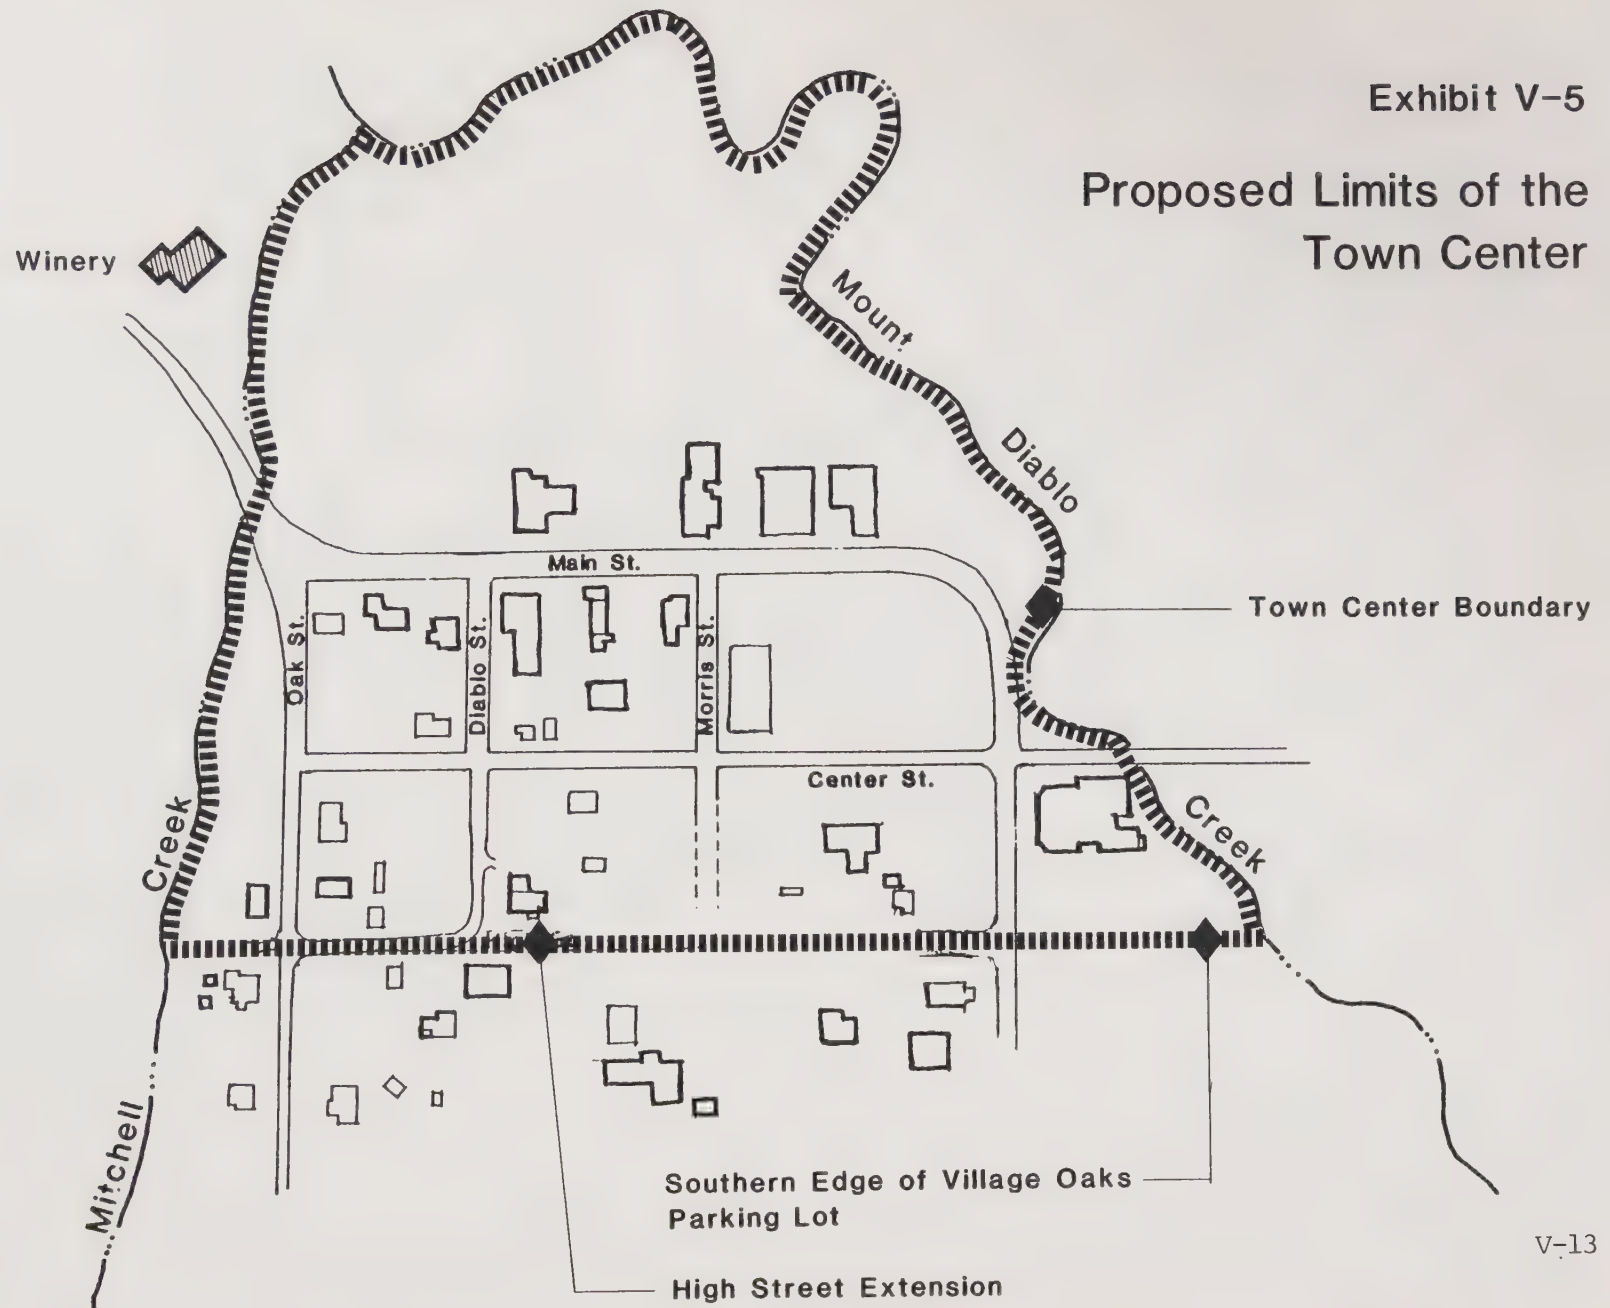 Exhibit V-5
Proposed Limits of the
Town Center
Winery
Mount
Diablo
Creek
Main St.
Town Center Boundary
Oak St.
Diablo St.
Morris St.
Center St.
Creek
Mitchell
Southern Edge of Village Oaks
Parking Lot
High Street Extension
V-13